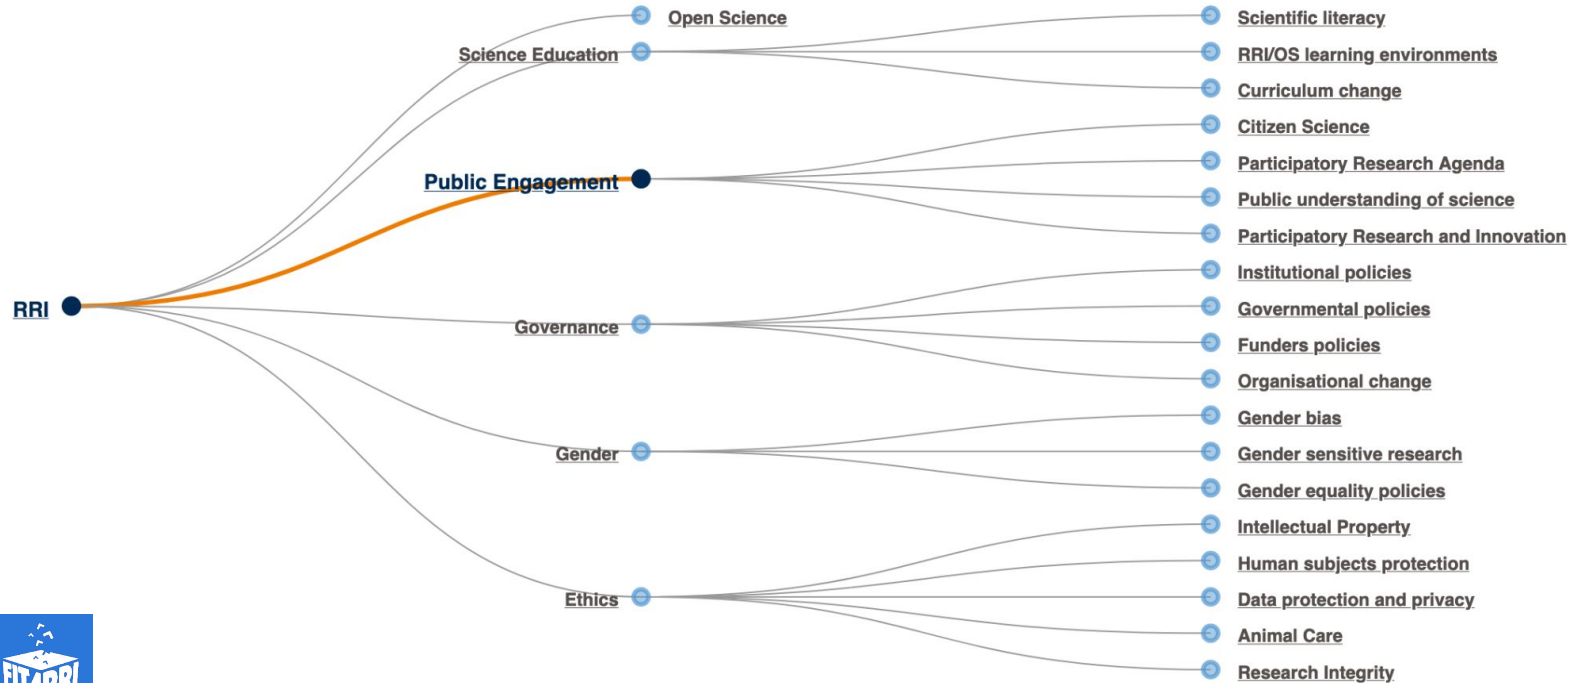 Open Science
Scientific literacy
Science Education
RRI/OS learning environments
Curriculum change
Citizen Science
Participatory Research Agenda
Public Engagement
Public understanding of science
Participatory Research and Innovation
Institutional policies
RRI
Governmental policies
Governance
Funders policies
Organisational change
Gender bias
Gender
Gender sensitive research
Gender equality policies
Intellectual Property
Human subjects protection
Ethics
Data protection and privacy
Animal Care
Research Integrity
FIT4RRI